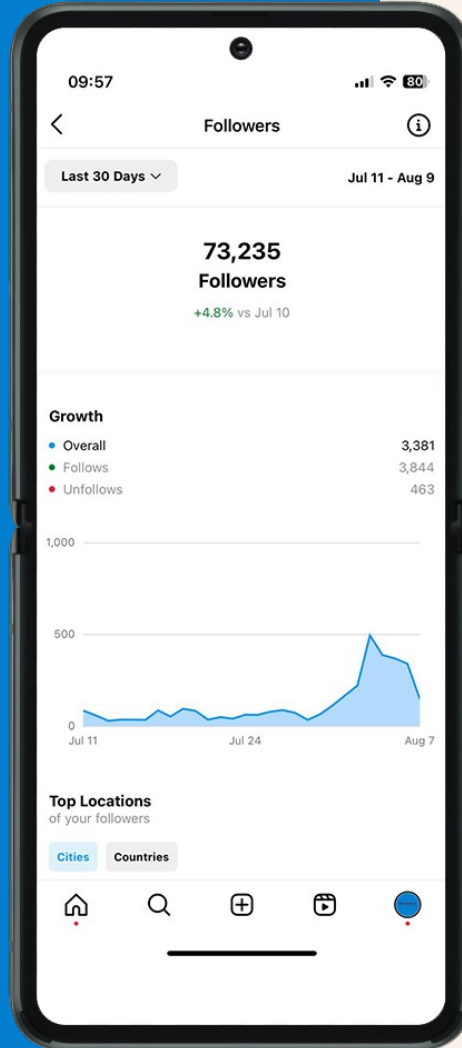 09:57
80
Followers
Last 30 Days
Jul 11 - Aug 9
73,235
Followers
+4.8% vs Jul 10
Growth
Overall 3,381
Follows 3,844
Unfollows 463
1,000
500
0
Jul 11 Jul 24 Aug 7
Top Locations
of your followers
Cities Countries